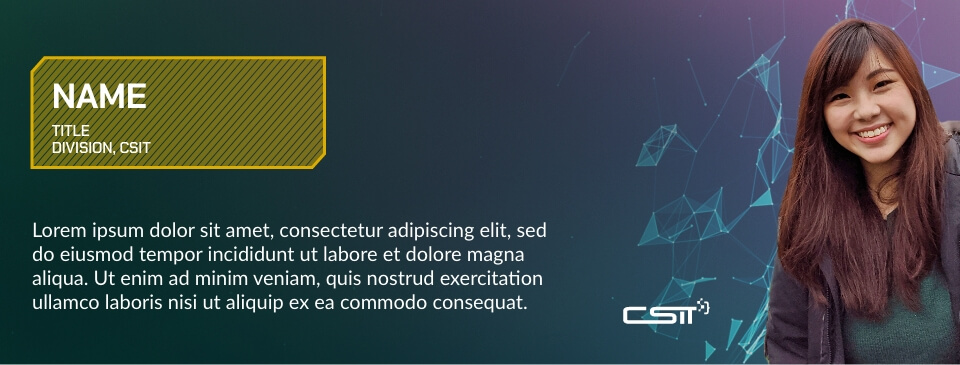 NAME
TITLE
DIVISION, CSIT
Lorem ipsum dolor sit amet, consectetur adipiscing elit, sed
do eiusmod tempor incididunt ut labore et dolore magna
aliqua. Ut enim ad minim veniam, quis nostrud exercitation
ullamco laboris nisi ut aliquip ex ea commodo consequat.
CSIT